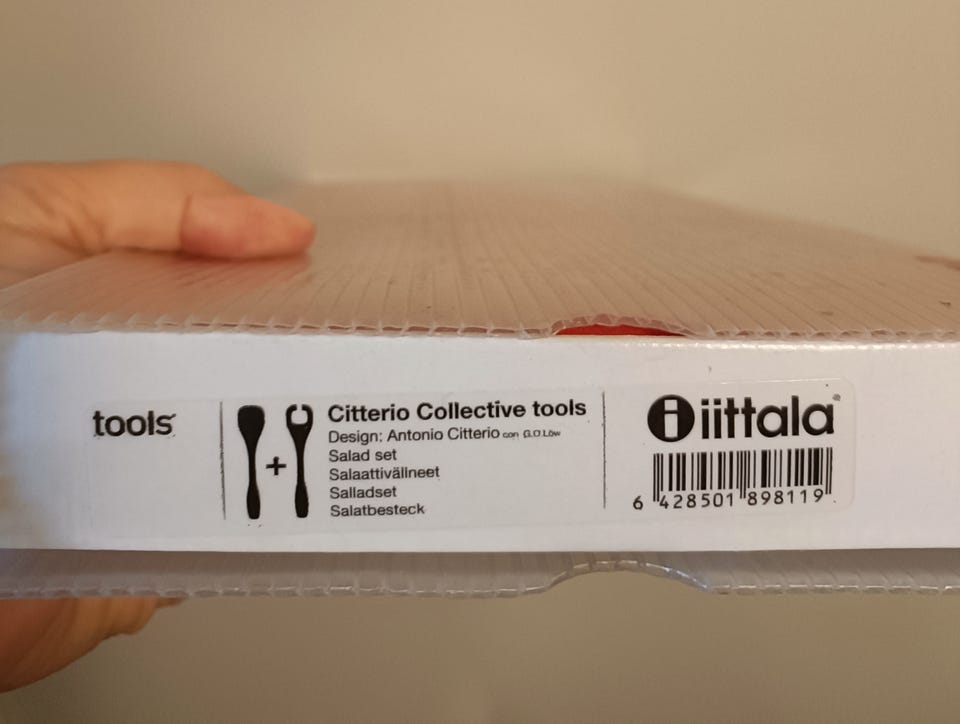 tools
Citterio Collective tools
Design: Antonio Citterio con G.O.Löw
Salad set
Salaattivälineet
Salladset
Salatbesteck
iittala
6 428501 898119